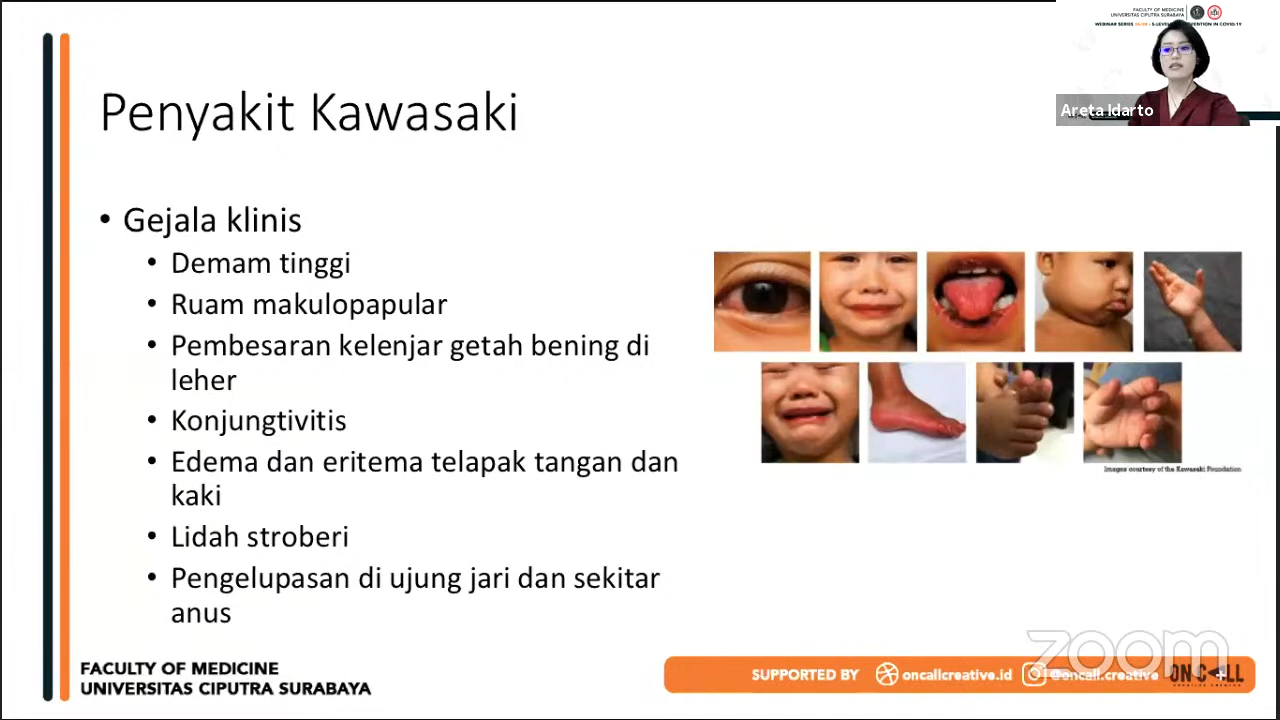 FACULTY OF MEDICINE
UNIVERSITAS CIPUTRA SURABAYA
Areta Idarto
Penyakit Kawasaki
• Gejala klinis
• Demam tinggi
• Ruam makulopapular
• Pembesaran kelenjar getah bening di
leher
• Konjungtivitis
• Edema dan eritema telapak tangan dan
kaki
• Lidah stroberi
• Pengelupasan di ujung jari dan sekitar
anus
Images courtesy of the Kawasaki Foundation
zoom
FACULTY OF MEDICINE
UNIVERSITAS CIPUTRA SURABAYA
SUPPORTED BY oncallcreative.id @oncall.creative ON CALL